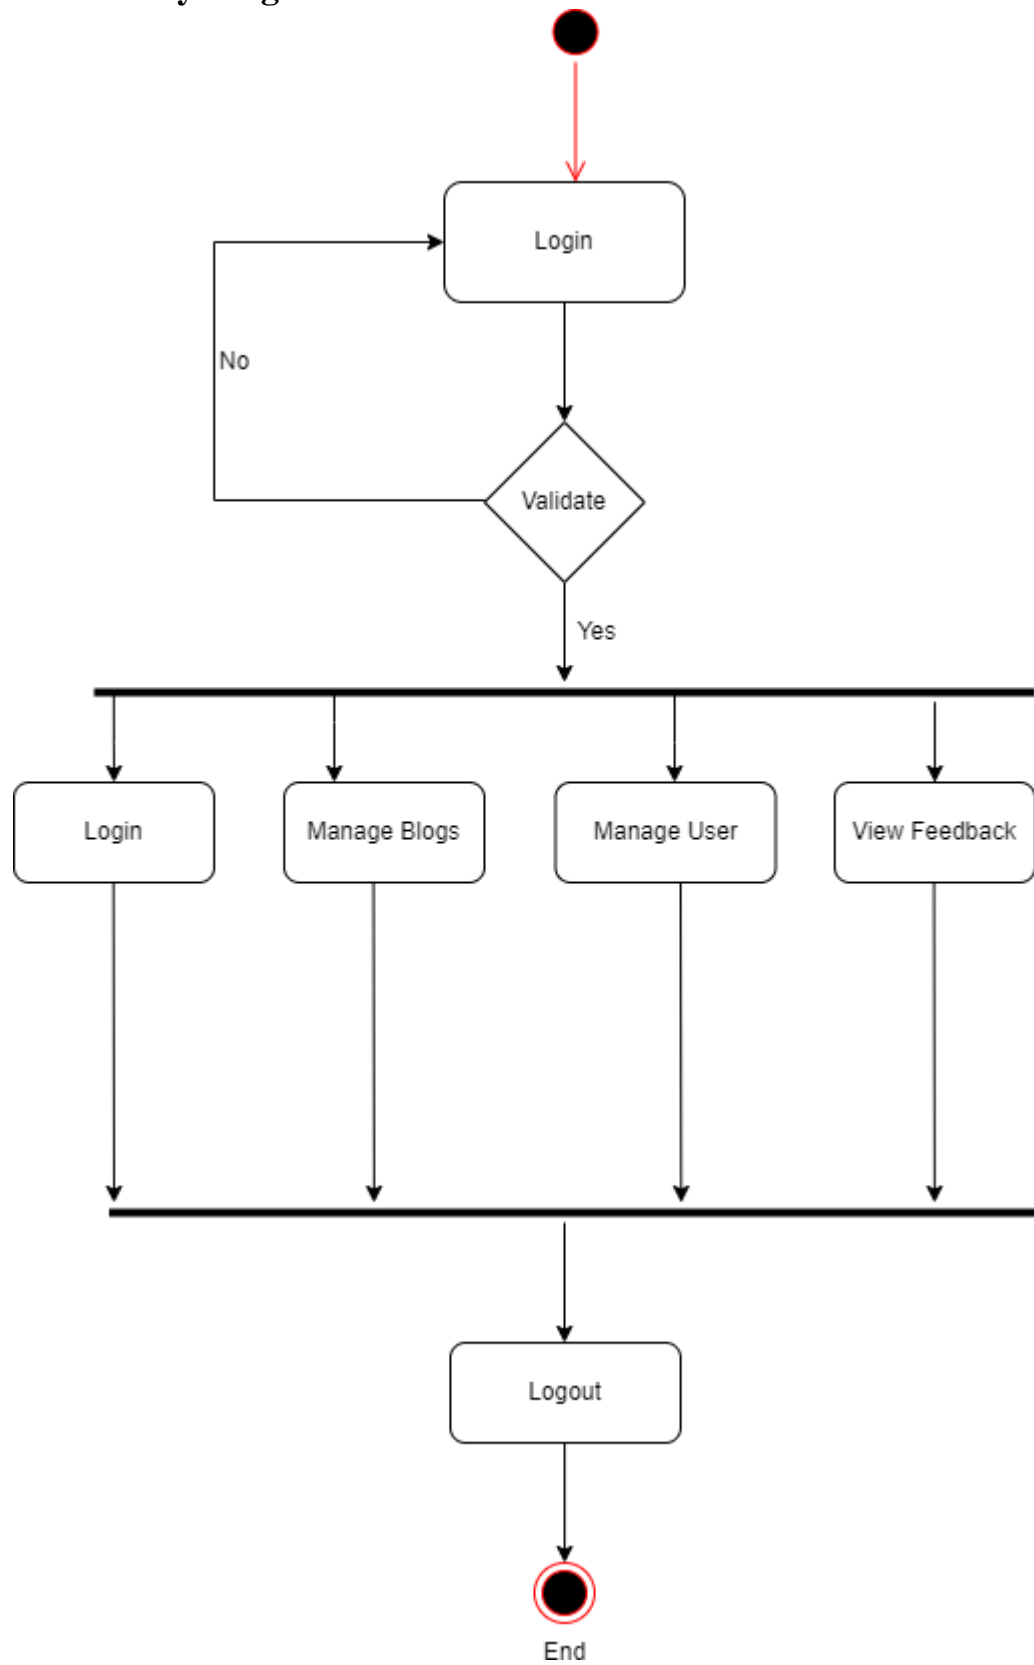 Login
No
Validate
Yes
Login
Manage Blogs
Manage User
View Feedback
Logout
End